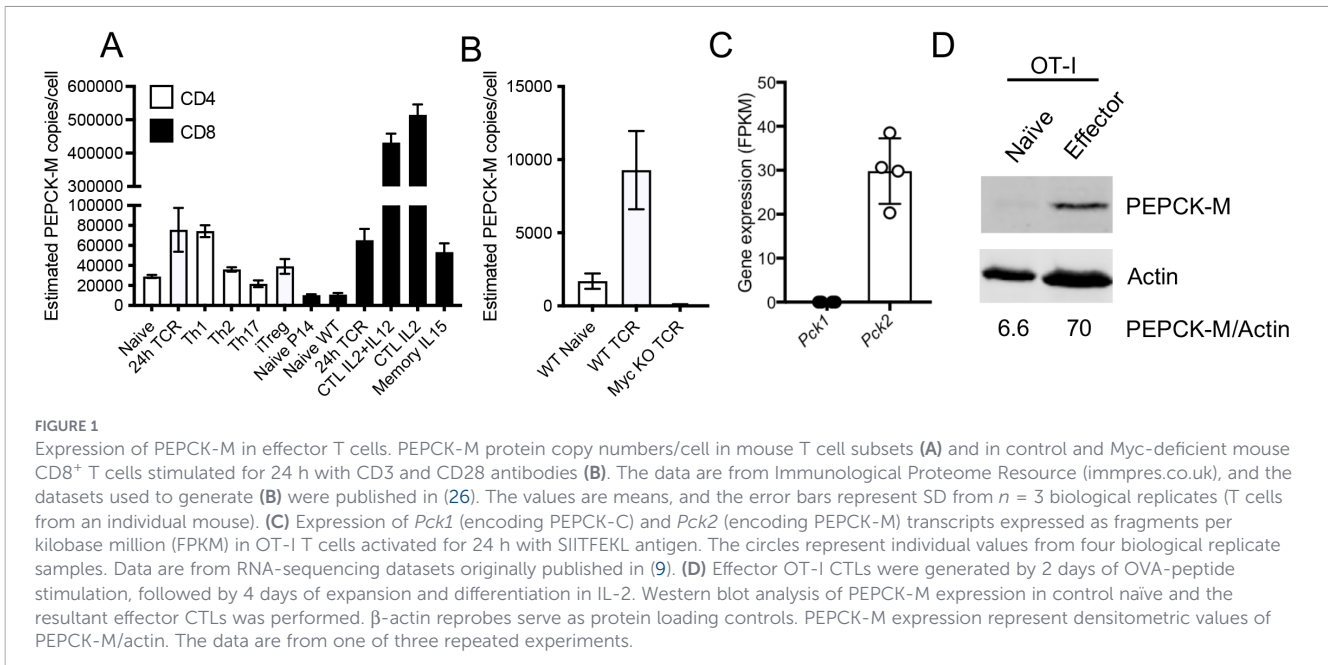 A
Estimated PEPCK-M copies/cell
600000
500000
400000
300000
100000
80000
60000
40000
20000
0
CD4
CD8
Naive
24h TCR
Th1
Th2
Th17
iTreg
Naive P14
Naive WT
24h TCR
CTL IL2+IL12
CTL IL2
Memory IL15
B
Estimated PEPCK-M copies/cell
15000
10000
5000
0
WT Naive
WT TCR
Myc KO TCR
C
Gene expression (FPKM)
50
40
30
20
10
0
Pck1
Pck2
D
OT-I
Naïve
Effector
PEPCK-M
Actin
6.6 70 PEPCK-M/Actin
FIGURE 1
Expression of PEPCK-M in effector T cells. PEPCK-M protein copy numbers/cell in mouse T cell subsets (A) and in control and Myc-deficient mouse
CD8⁺ T cells stimulated for 24 h with CD3 and CD28 antibodies (B). The data are from Immunological Proteome Resource (immpres.co.uk), and the
datasets used to generate (B) were published in (26). The values are means, and the error bars represent SD from n = 3 biological replicates (T cells
from an individual mouse). (C) Expression of Pck1 (encoding PEPCK-C) and Pck2 (encoding PEPCK-M) transcripts expressed as fragments per
kilobase million (FPKM) in OT-I T cells activated for 24 h with SIITFEKL antigen. The circles represent individual values from four biological replicate
samples. Data are from RNA-sequencing datasets originally published in (9). (D) Effector OT-I CTLs were generated by 2 days of OVA-peptide
stimulation, followed by 4 days of expansion and differentiation in IL-2. Western blot analysis of PEPCK-M expression in control naïve and the
resultant effector CTLs was performed. β-actin reprobes serve as protein loading controls. PEPCK-M expression represent densitometric values of
PEPCK-M/actin. The data are from one of three repeated experiments.